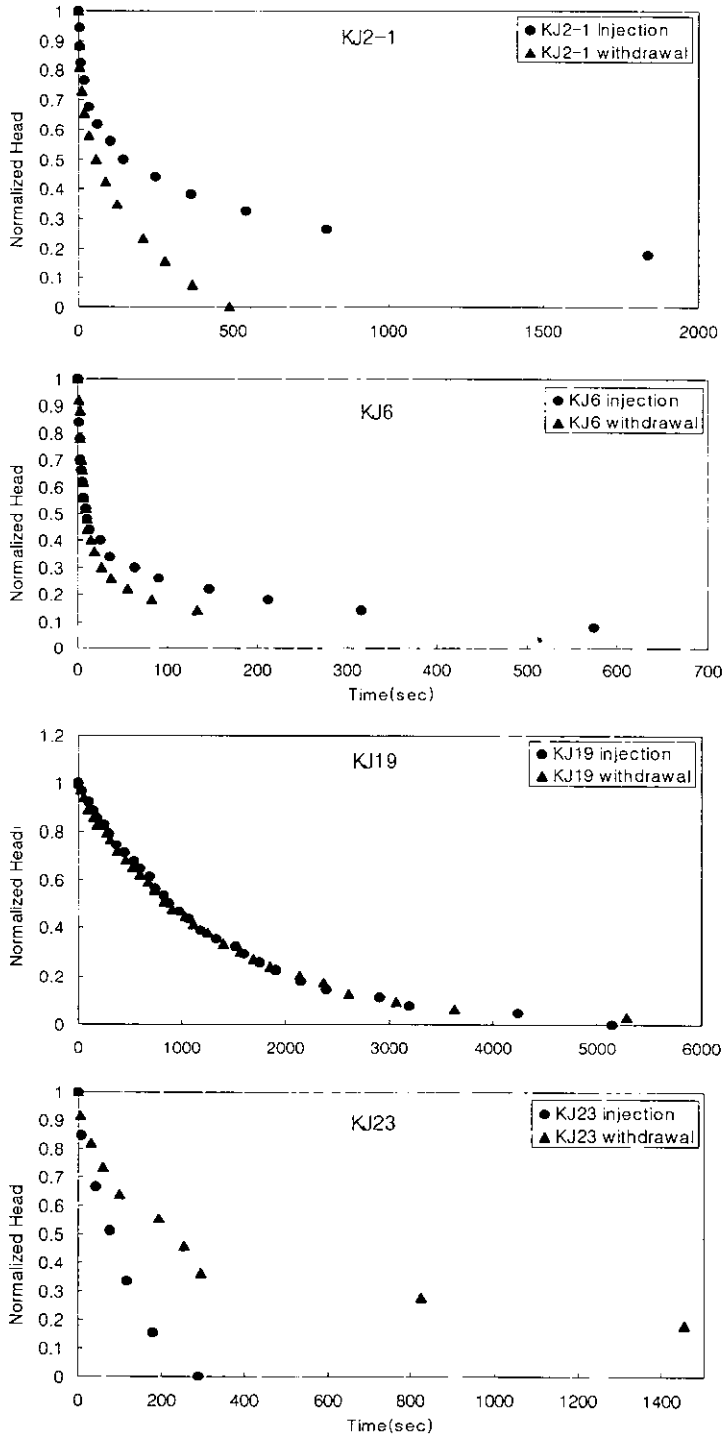 KJ2-1
KJ2-1 Injection
KJ2-1 withdrawal
Normalized Head
1
0.9
0.8
0.7
0.6
0.5
0.4
0.3
0.2
0.1
0
0 500 1000 1500 2000
KJ6
KJ6 injection
KJ6 withdrawal
Normalized Head
1
0.9
0.8
0.7
0.6
0.5
0.4
0.3
0.2
0.1
0
0 100 200 300 400 500 600 700
Time(sec)
KJ19
KJ19 injection
KJ19 withdrawal
Normalized Head
1.2
1
0.8
0.6
0.4
0.2
0
0 1000 2000 3000 4000 5000 6000
KJ23
KJ23 injection
KJ23 withdrawal
Normalized Head
1
0.9
0.8
0.7
0.6
0.5
0.4
0.3
0.2
0.1
0
0 200 400 600 800 1000 1200 1400
Time(sec)